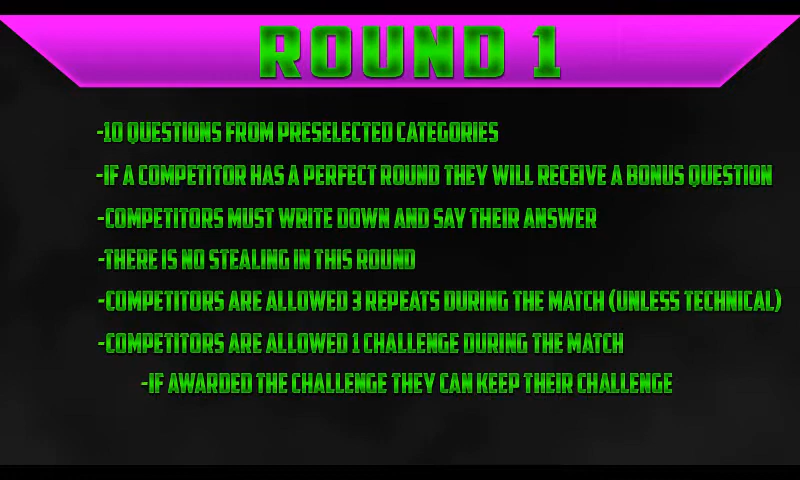 ROUND 1
-10 QUESTIONS FROM PRESELECTED CATEGORIES
-IF A COMPETITOR HAS A PERFECT ROUND THEY WILL RECEIVE A BONUS QUESTION
-COMPETITORS MUST WRITE DOWN AND SAY THEIR ANSWER
-THERE IS NO STEALING IN THIS ROUND
-COMPETITORS ARE ALLOWED 3 REPEATS DURING THE MATCH (UNLESS TECHNICAL)
-COMPETITORS ARE ALLOWED 1 CHALLENGE DURING THE MATCH
-IF AWARDED THE CHALLENGE THEY CAN KEEP THEIR CHALLENGE